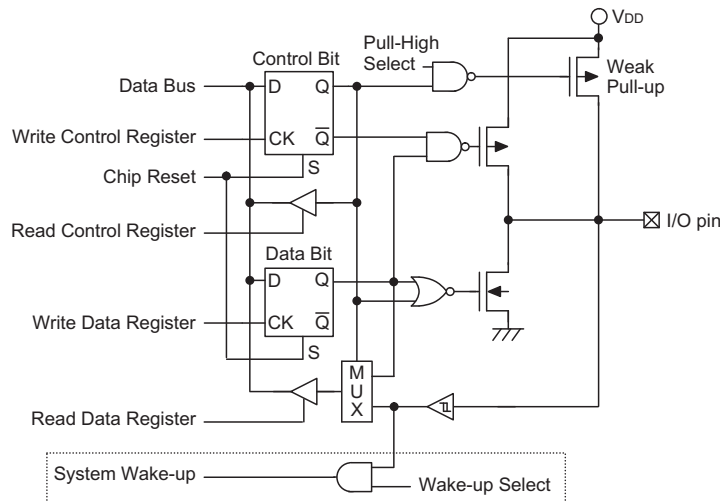 VDD
Control Bit
Pull-High
Select
Weak
Pull-up
Data Bus
D
Q
Write Control Register
CK
Q
Chip Reset
S
Read Control Register
I/O pin
Data Bit
D
Q
Write Data Register
CK
Q
S
M
U
X
Read Data Register
System Wake-up
Wake-up Select